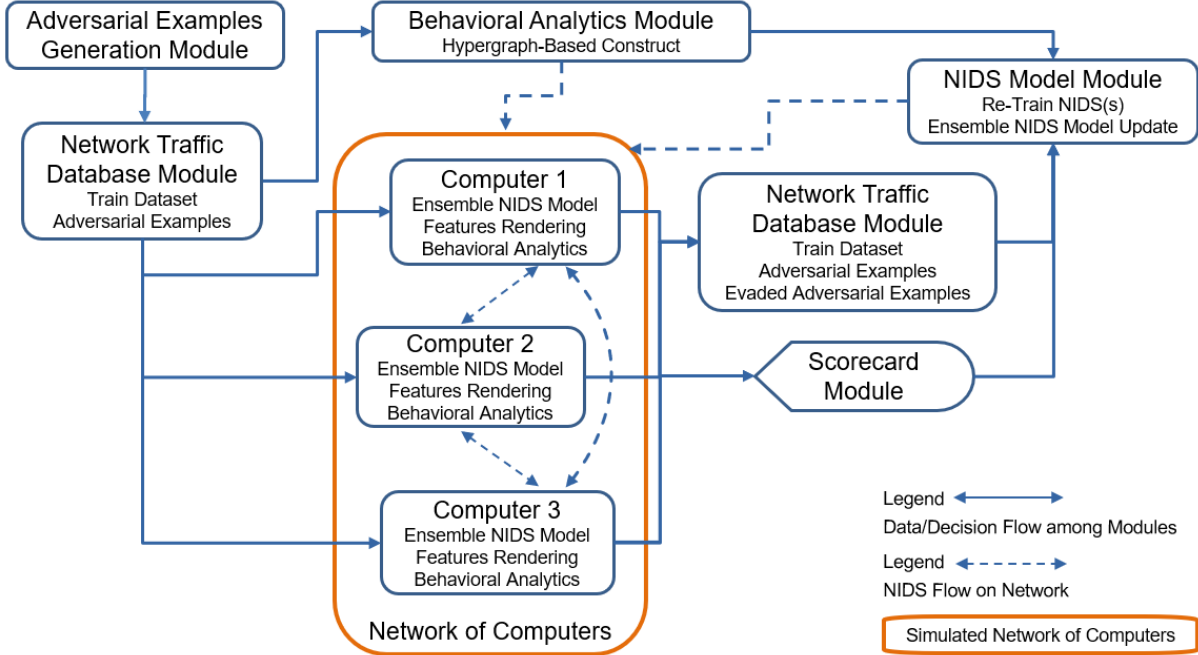 Adversarial Examples
Generation Module
Behavioral Analytics Module
Hypergraph-Based Construct
NIDS Model Module
Re-Train NIDS(s)
Ensemble NIDS Model Update
Network Traffic
Database Module
Train Dataset
Adversarial Examples
Computer 1
Ensemble NIDS Model
Features Rendering
Behavioral Analytics
Network Traffic
Database Module
Train Dataset
Adversarial Examples
Evaded Adversarial Examples
Computer 2
Ensemble NIDS Model
Features Rendering
Behavioral Analytics
Scorecard
Module
Computer 3
Ensemble NIDS Model
Features Rendering
Behavioral Analytics
Network of Computers
Legend
Data/Decision Flow among Modules
Legend
NIDS Flow on Network
Simulated Network of Computers